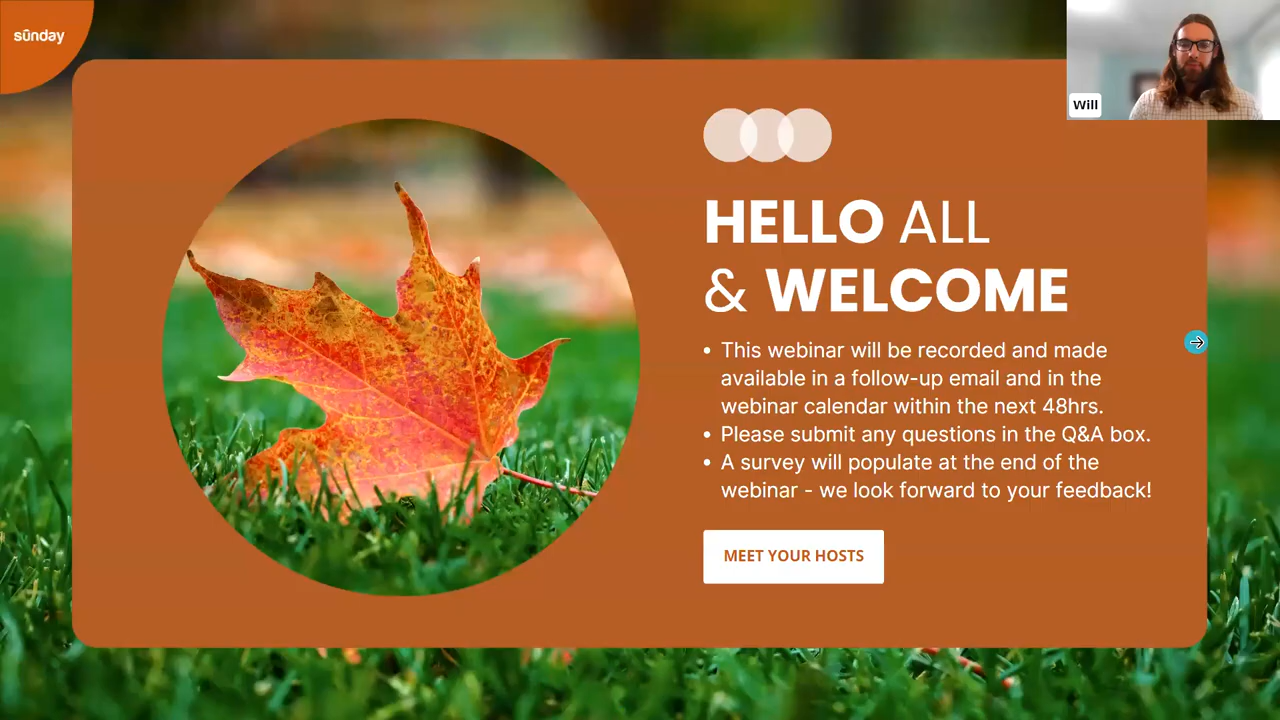 sūnday
Will
HELLO ALL
& WELCOME
• This webinar will be recorded and made
available in a follow-up email and in the
webinar calendar within the next 48hrs.
• Please submit any questions in the Q&A box.
• A survey will populate at the end of the
webinar - we look forward to your feedback!
MEET YOUR HOSTS